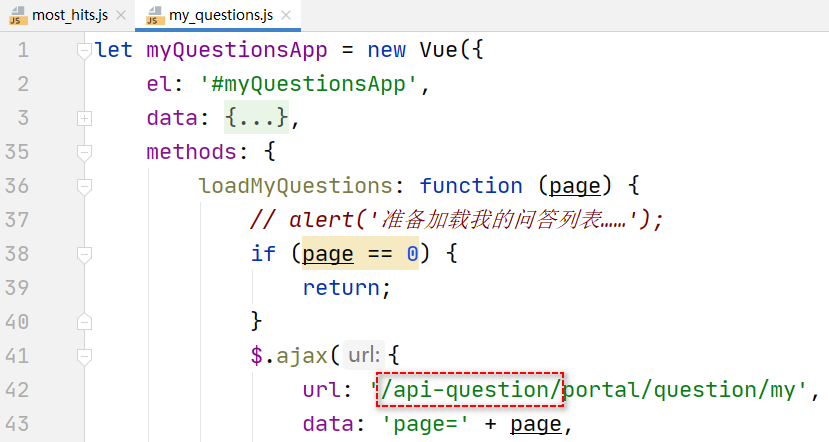 most_hits.js my_questions.js
1 let myQuestionsApp = new Vue({
2 el: '#myQuestionsApp',
3 data: {...},
35 methods: {
36 loadMyQuestions: function (page) {
37 // alert('准备加载我的问答列表……');
38 if (page == 0) {
39 return;
40 }
41 $.ajax( url: {
42 url: '/api-question/portal/question/my',
43 data: 'page=' + page,